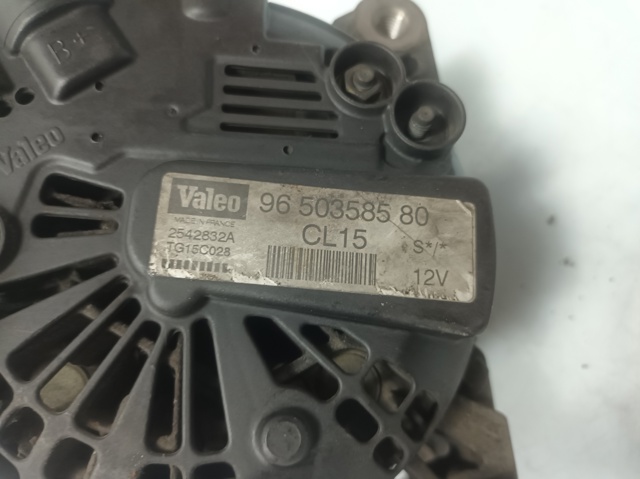 B+
Valeo
Valeo 96 503585 80
MADE IN FRANCE
2542832A CL15 S*/*
TG15C028
12V